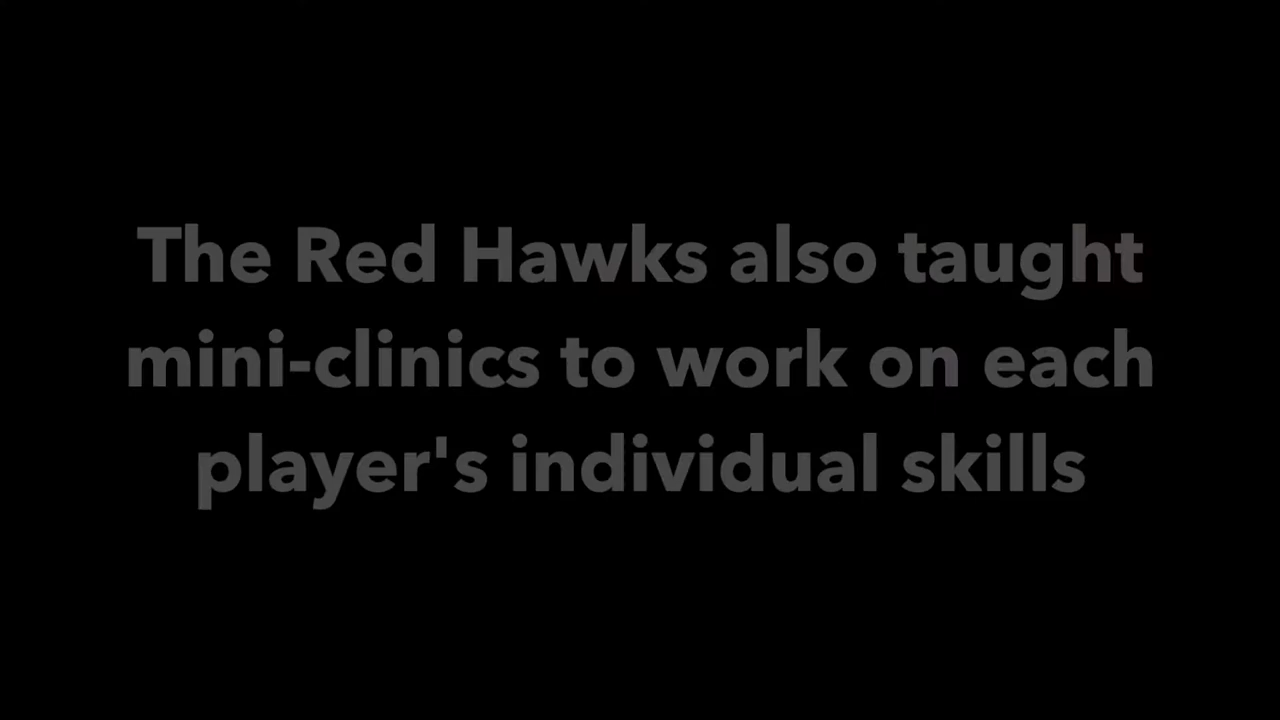 The Red Hawks also taught
mini-clinics to work on each
player's individual skills